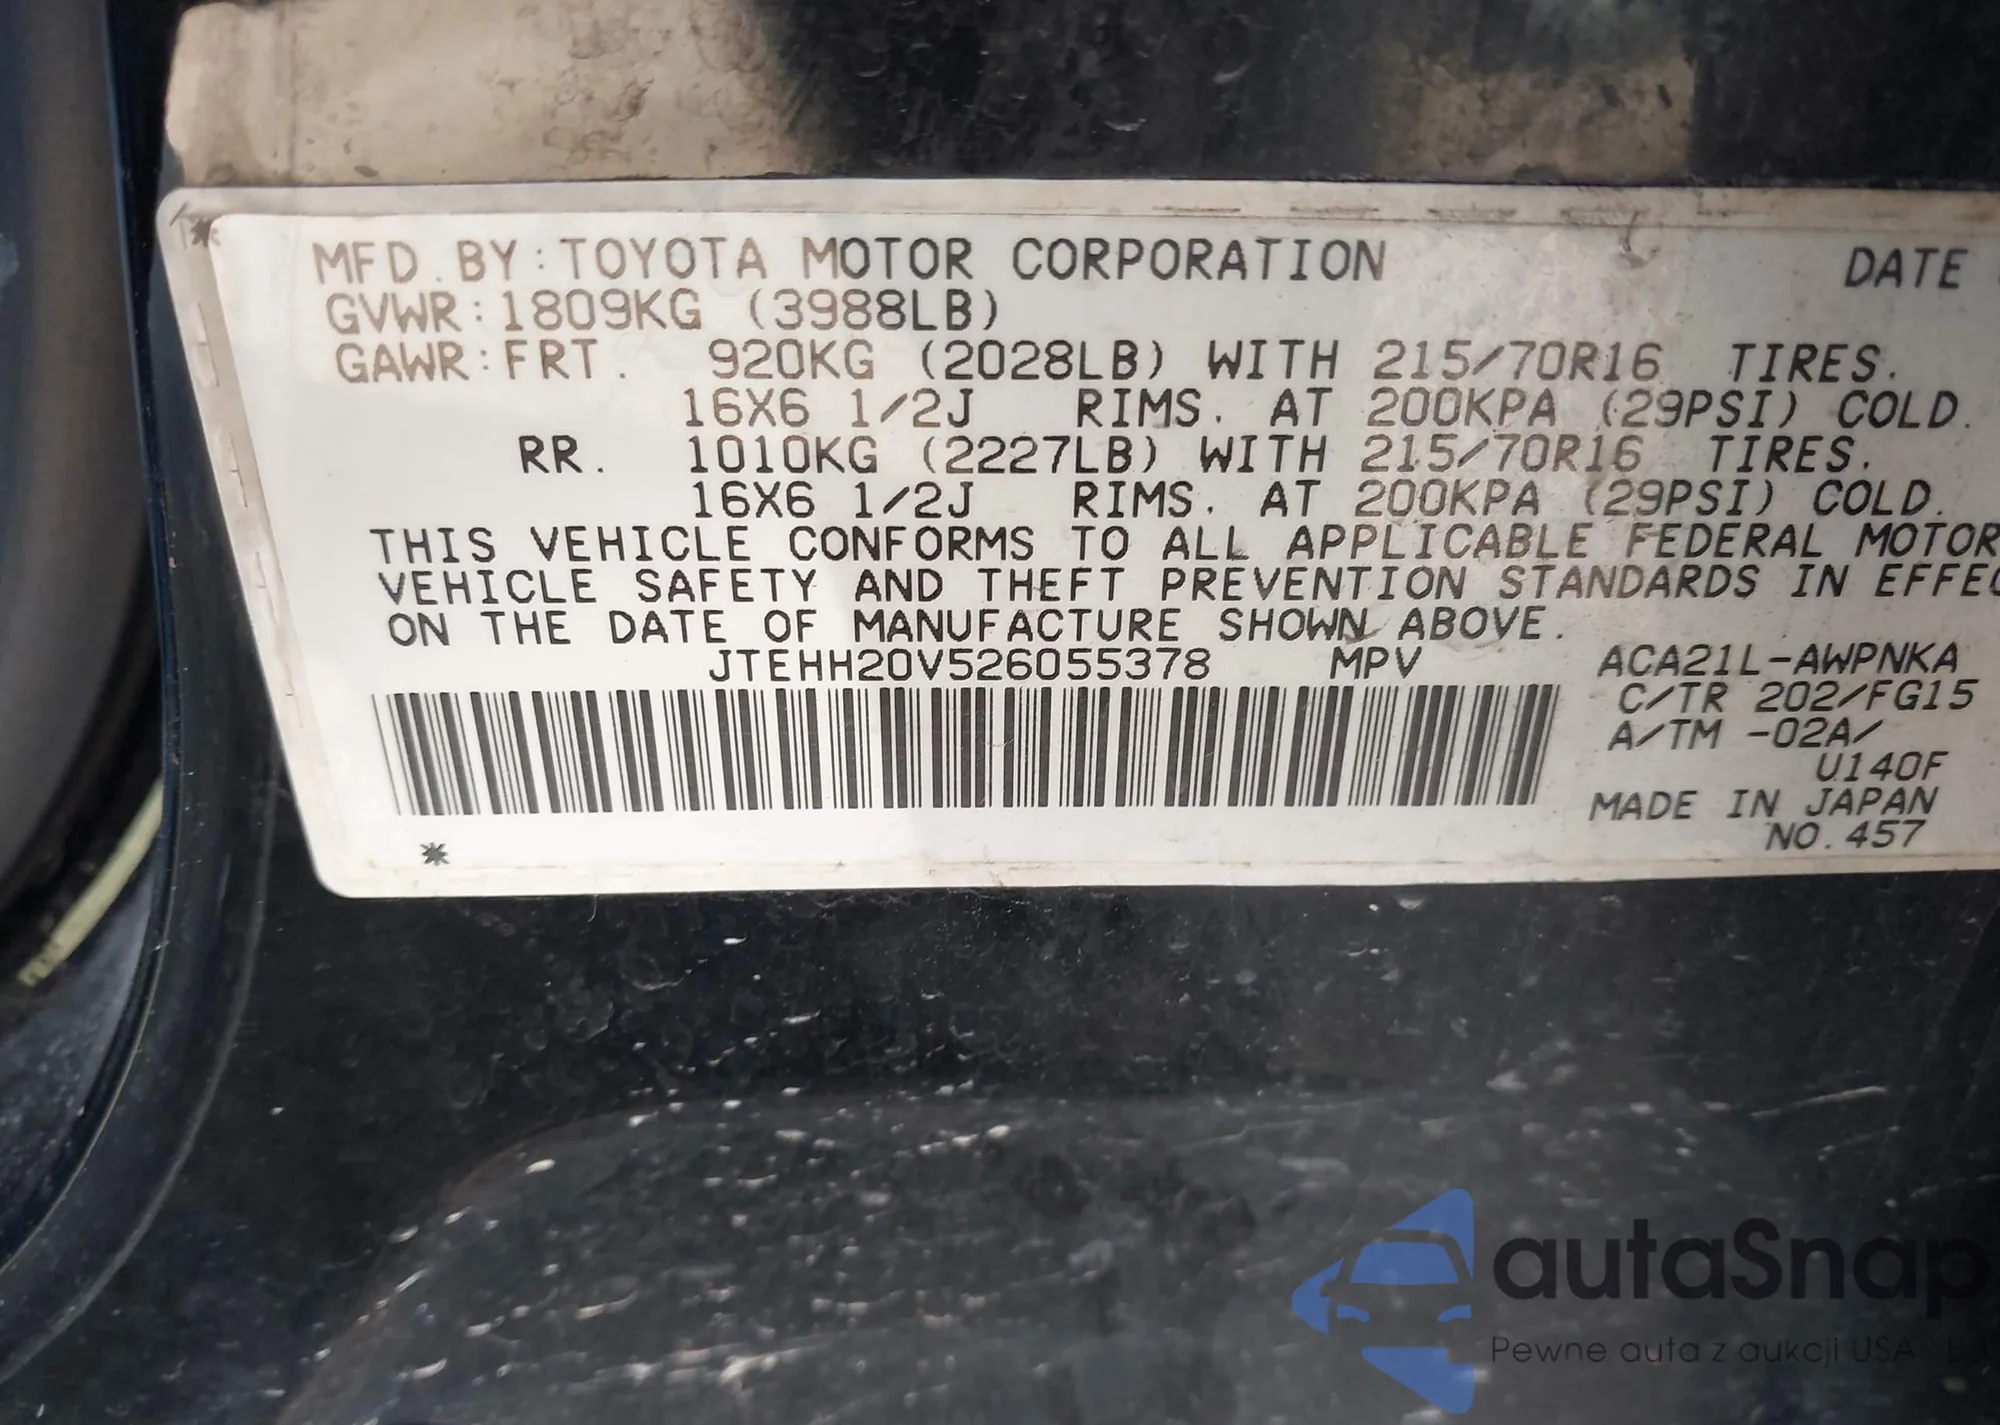 MFD. BY: TOYOTA MOTOR CORPORATION DATE
GVWR: 1809KG (3988LB)
GAWR: FRT. 920KG (2028LB) WITH 215/70R16 TIRES.
16X6 1/2J RIMS. AT 200KPA (29PSI) COLD.
RR. 1010KG (2227LB) WITH 215/70R16 TIRES.
16X6 1/2J RIMS. AT 200KPA (29PSI) COLD.
THIS VEHICLE CONFORMS TO ALL APPLICABLE FEDERAL MOTOR
VEHICLE SAFETY AND THEFT PREVENTION STANDARDS IN EFFEC
ON THE DATE OF MANUFACTURE SHOWN ABOVE.
JTEHH20V526055378 MPV ACA21L-AWPNKA
C/TR 202/FG15
A/TM -02A/
U140F
MADE IN JAPAN
NO. 457
autaSnap
Pewne auta z aukcji USA